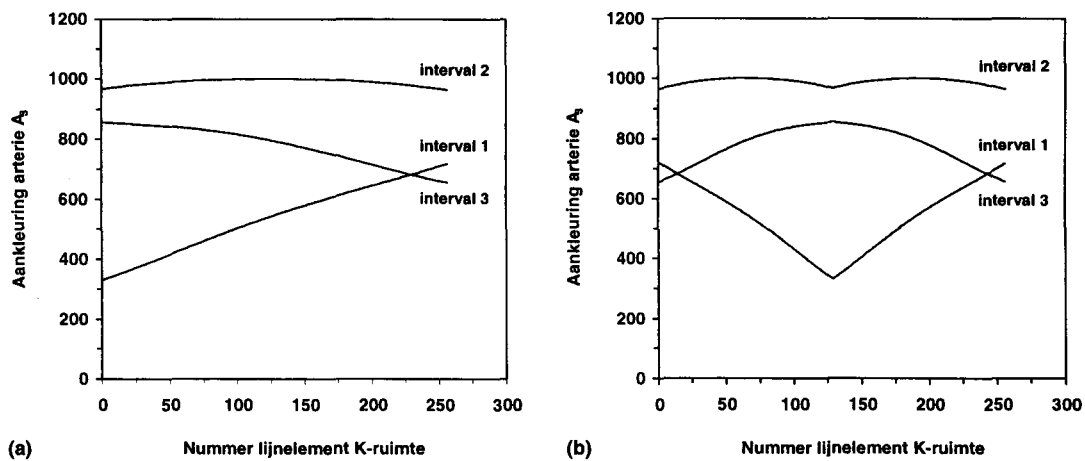 1200
1000
800
600
400
200
0
Aankleuring arterie As
interval 2
interval 1
interval 3
0 50 100 150 200 250 300
(a) Nummer lijnelement K-ruimte
1200
1000
800
600
400
200
0
Aankleuring arterie As
interval 2
interval 1
interval 3
0 50 100 150 200 250 300
(b) Nummer lijnelement K-ruimte